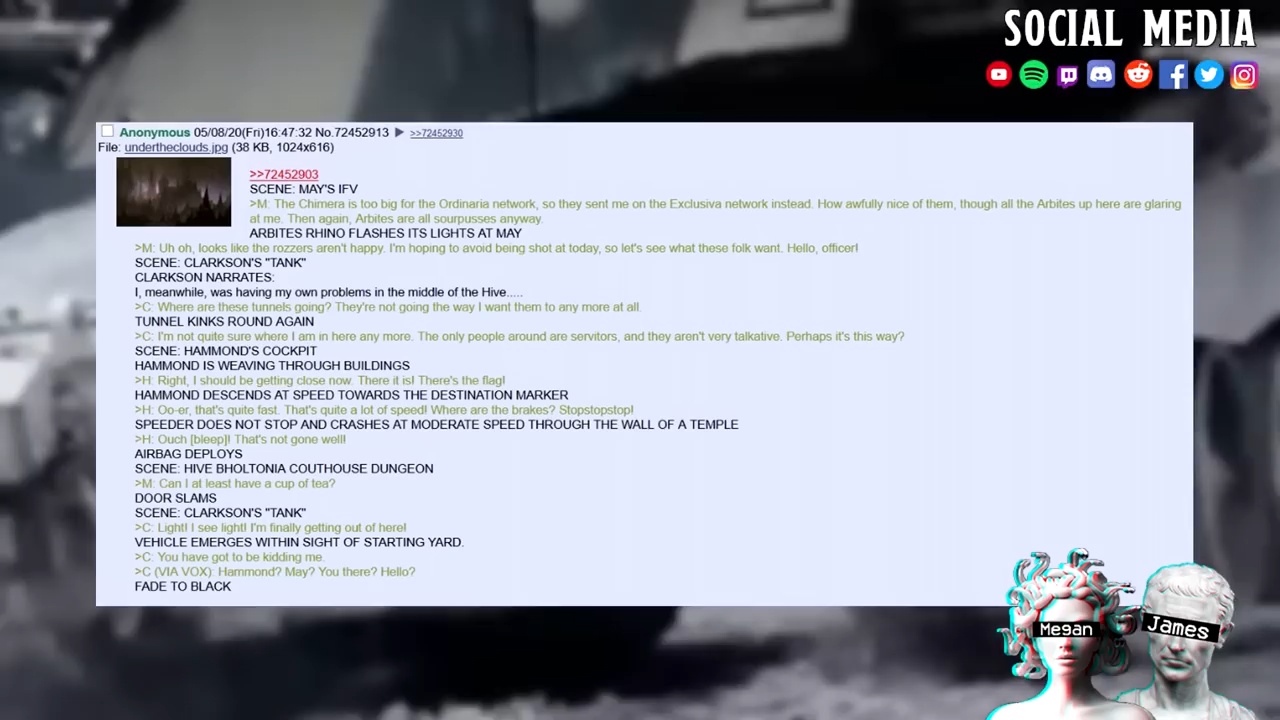 SOCIAL MEDIA
Anonymous 05/08/20(Fri)16:47:32 No.72452913 ▶ >>72452930
File: undertheclouds.jpg (38 KB, 1024x616)
>>72452903
SCENE: MAY'S IFV
>M: The Chimera is too big for the Ordinaria network, so they sent me on the Exclusiva network instead. How awfully nice of them, though all the Arbites up here are glaring
at me. Then again, Arbites are all sourpusses anyway.
ARBITES RHINO FLASHES ITS LIGHTS AT MAY
>M: Uh oh, looks like the rozzers aren't happy. I'm hoping to avoid being shot at today, so let's see what these folk want. Hello, officer!
SCENE: CLARKSON'S "TANK"
CLARKSON NARRATES:
I, meanwhile, was having my own problems in the middle of the Hive.....
>C: Where are these tunnels going? They're not going the way I want them to any more at all.
TUNNEL KINKS ROUND AGAIN
>C: I'm not quite sure where I am in here any more. The only people around are servitors, and they aren't very talkative. Perhaps it's this way?
SCENE: HAMMOND'S COCKPIT
HAMMOND IS WEAVING THROUGH BUILDINGS
>H: Right, I should be getting close now. There it is! There's the flag!
HAMMOND DESCENDS AT SPEED TOWARDS THE DESTINATION MARKER
>H: Oo-er, that's quite fast. That's quite a lot of speed! Where are the brakes? Stopstopstop!
SPEEDER DOES NOT STOP AND CRASHES AT MODERATE SPEED THROUGH THE WALL OF A TEMPLE
>H: Ouch [bleep]! That's not gone well!
AIRBAG DEPLOYS
SCENE: HIVE BHOLTONIA COUTHOUSE DUNGEON
>M: Can I at least have a cup of tea?
DOOR SLAMS
SCENE: CLARKSON'S "TANK"
>C: Light! I see light! I'm finally getting out of here!
VEHICLE EMERGES WITHIN SIGHT OF STARTING YARD.
>C: You have got to be kidding me.
>C (VIA VOX): Hammond? May? You there? Hello?
FADE TO BLACK
Megan
James